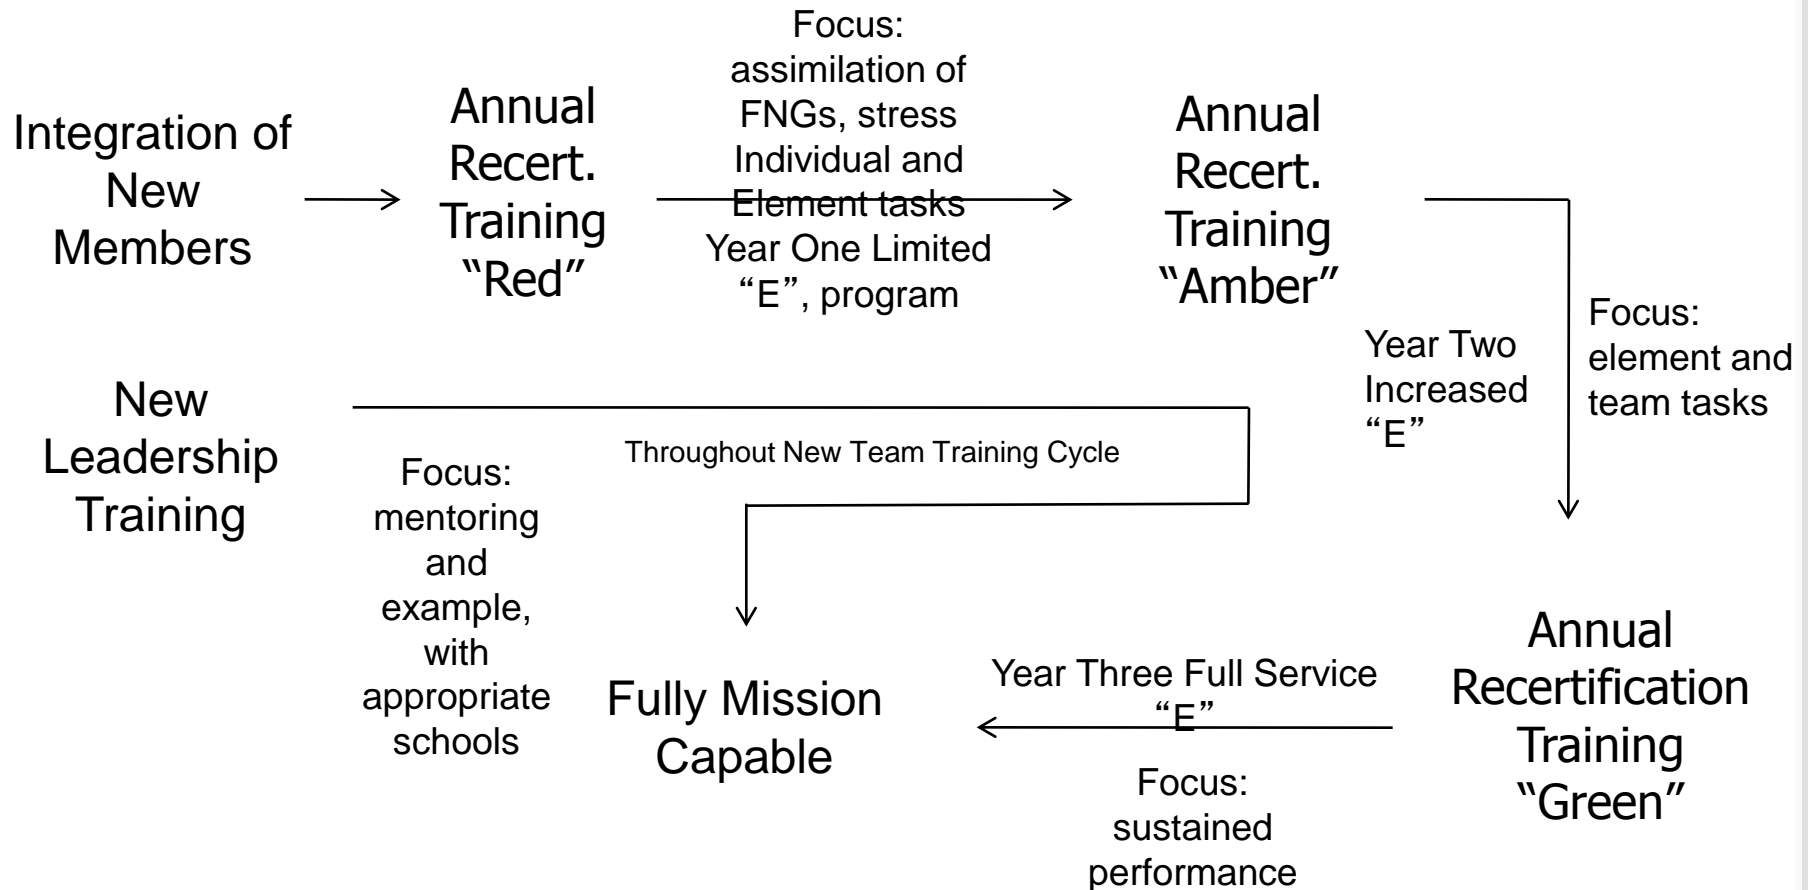 Integration of
New
Members
Annual
Recert.
Training
“Red”
Focus:
assimilation of
FNGs, stress
Individual and
Element tasks
Year One Limited
“E”, program
Annual
Recert.
Training
“Amber”
Year Two
Increased
“E”
Focus:
element and
team tasks
New
Leadership
Training
Focus:
mentoring
and
example,
with
appropriate
schools
Throughout New Team Training Cycle
Fully Mission
Capable
Year Three Full Service
“E”
Focus:
sustained
performance
Annual
Recertification
Training
“Green”